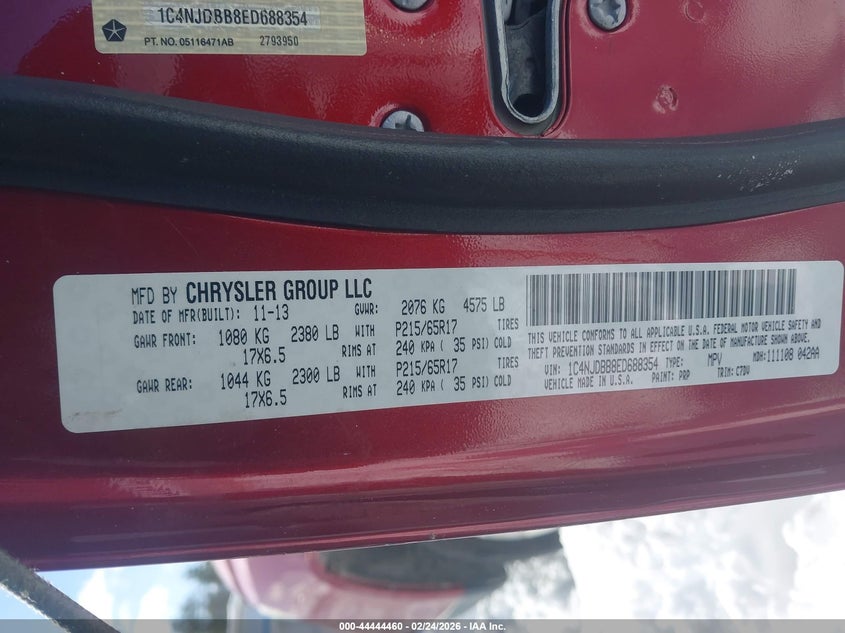 1C4NJDBB8ED688354
PT. NO. 05116471AB 2793950
MFD BY CHRYSLER GROUP LLC
DATE OF MFR(BUILT): 11-13 GVWR: 2076 KG 4575 LB
GAWR FRONT: 1080 KG 2380 LB WITH P215/65R17 TIRES
17X6.5 RIMS AT 240 KPA ( 35 PSI) COLD
GAWR REAR: 1044 KG 2300 LB WITH P215/65R17 TIRES
17X6.5 RIMS AT 240 KPA ( 35 PSI) COLD
THIS VEHICLE CONFORMS TO ALL APPLICABLE U.S.A. FEDERAL MOTOR VEHICLE SAFETY AND
THEFT PREVENTION STANDARDS IN EFFECT ON THE DATE OF MANUFACTURE SHOWN ABOVE.
VIN: 1C4NJDBB8ED688354 TYPE: MPV MDH:111108 042AA
VEHICLE MADE IN U.S.A. PAINT: PRP TRIM: C7DV
000-44444460 - 02/24/2026 - IAA Inc.